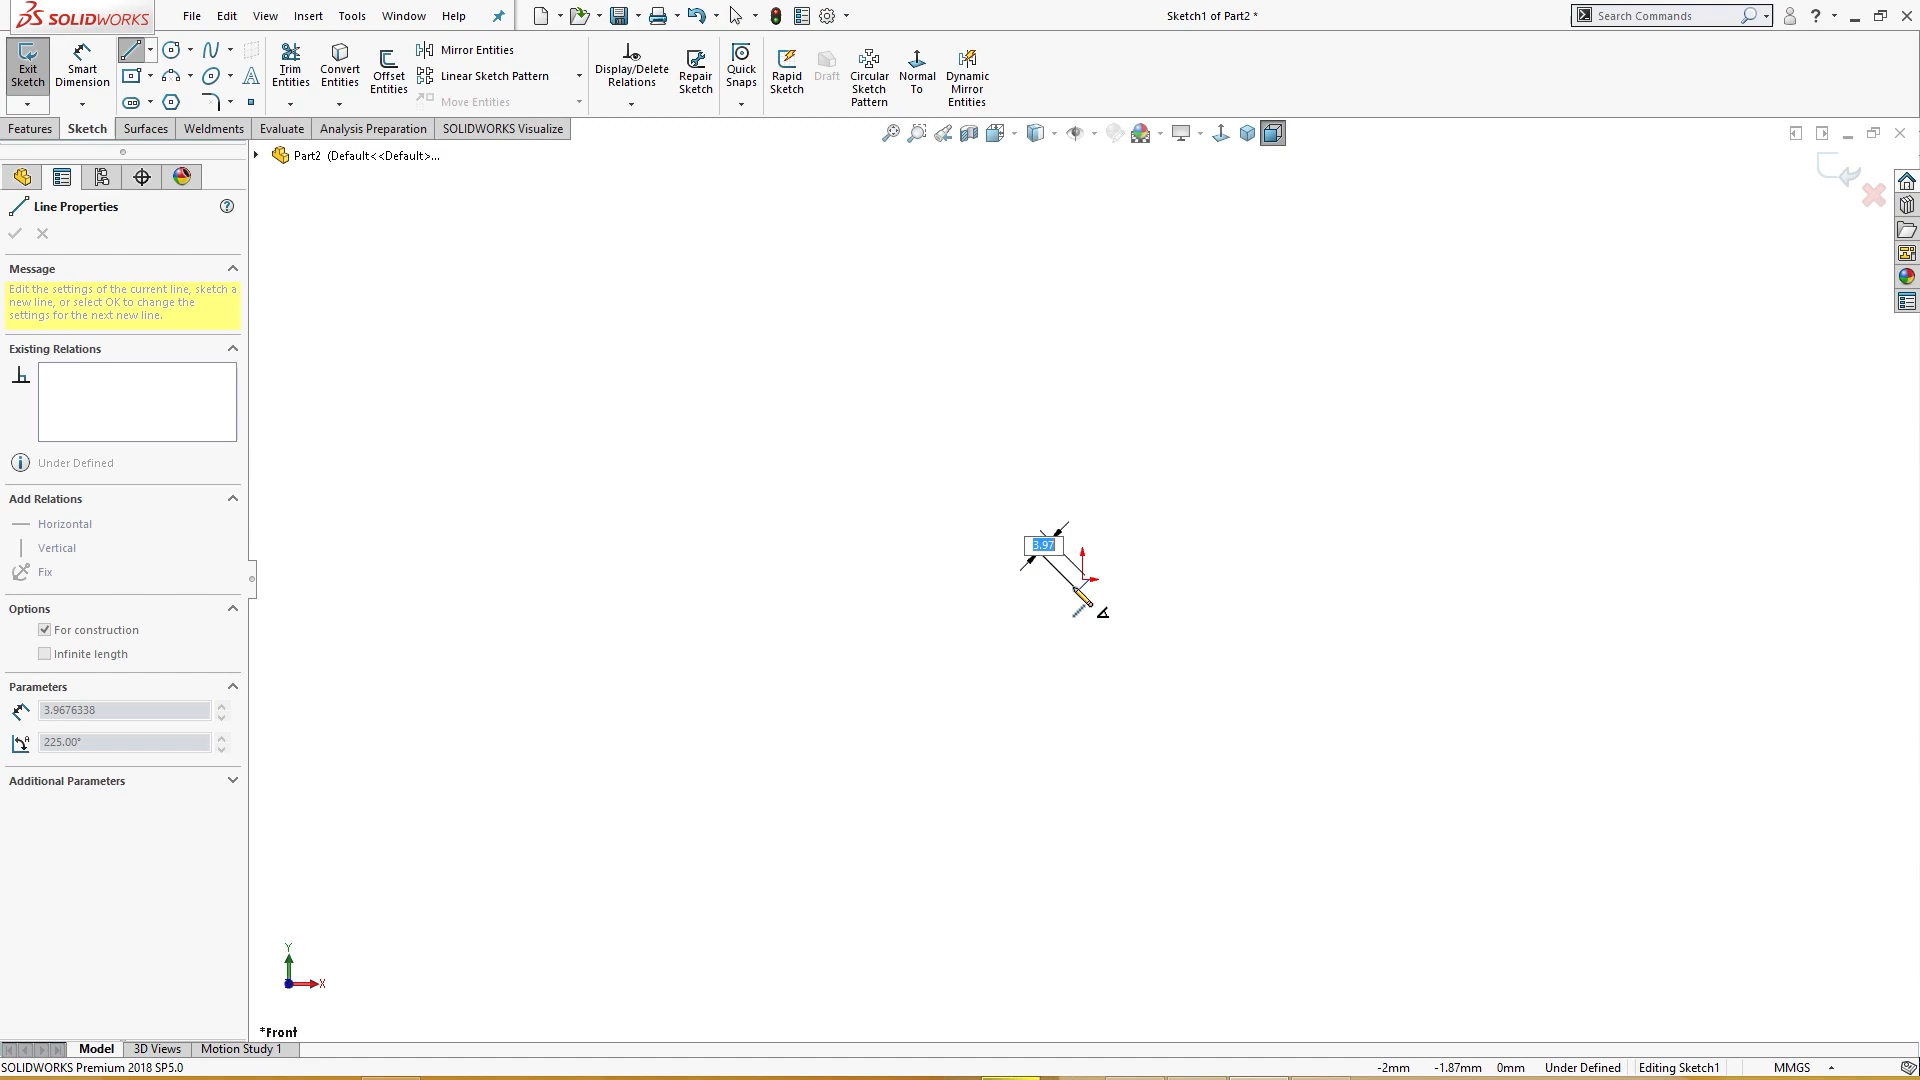 SOLIDWORKS
File Edit View Insert Tools Window Help
Sketch1 of Part2 *
Search Commands
Exit Sketch
Smart Dimension
Trim Entities
Convert Entities
Offset Entities
Mirror Entities
Linear Sketch Pattern
Move Entities
Display/Delete Relations
Repair Sketch
Quick Snaps
Rapid Sketch
Draft
Circular Sketch Pattern
Normal To
Dynamic Mirror Entities
Features Sketch Surfaces Weldments Evaluate Analysis Preparation SOLIDWORKS Visualize
Part2 (Default<<Default>...
Line Properties
Message
Edit the settings of the current line, sketch a
new line, or select OK to change the
settings for the next new line.
Existing Relations
Under Defined
Add Relations
Horizontal
Vertical
Fix
Options
For construction
Infinite length
Parameters
3.9676338
225.00°
Additional Parameters
3.97
Y
X
*Front
Model 3D Views Motion Study 1
SOLIDWORKS Premium 2018 SP5.0
-2mm -1.87mm 0mm Under Defined Editing Sketch1 MMGS